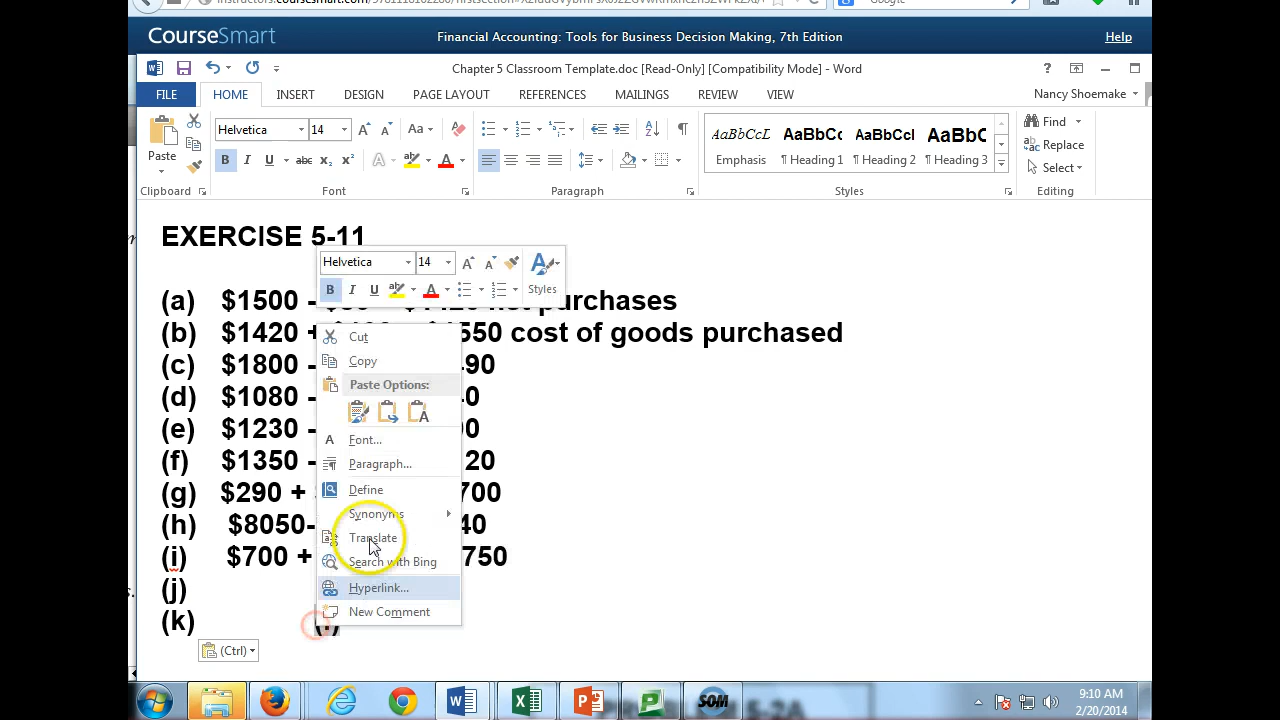 CourseSmart
Financial Accounting: Tools for Business Decision Making, 7th Edition
Help
Chapter 5 Classroom Template.doc [Read-Only] [Compatibility Mode] - Word
FILE HOME INSERT DESIGN PAGE LAYOUT REFERENCES MAILINGS REVIEW VIEW
Nancy Shoemake
Paste
Helvetica 14
AaBbCcL AaBbCc AaBbCcI AaBbC
Emphasis ¶ Heading 1 ¶ Heading 2 ¶ Heading 3
Find
Replace
Select
Clipboard Font Paragraph Styles Editing
EXERCISE 5-11
Helvetica 14
Styles
(a) $1500 - purchases
(b) $1420 + 550 cost of goods purchased
(c) $1800 - 90
(d) $1080 - 0
(e) $1230 - 0
(f) $1350 - 20
(g) $290 + 700
(h) $8050- 40
(i) $700 + 750
(j)
(k)
Cut
Copy
Paste Options:
Font...
Paragraph...
Define
Synonyms
Translate
Search with Bing
Hyperlink...
New Comment
(Ctrl)
SOM
9:10 AM
2/20/2014